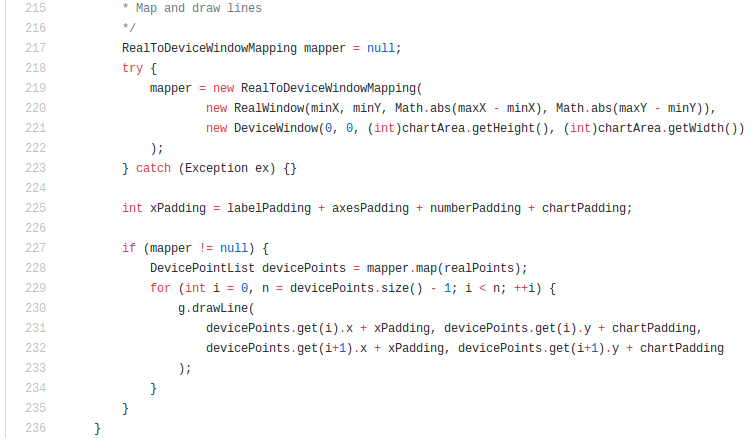 215 * Map and draw lines
216 */
217 RealToDeviceWindowMapping mapper = null;
218 try {
219 mapper = new RealToDeviceWindowMapping(
220 new RealWindow(minX, minY, Math.abs(maxX - minX), Math.abs(maxY - minY)),
221 new DeviceWindow(0, 0, (int)chartArea.getHeight(), (int)chartArea.getWidth())
222 );
223 } catch (Exception ex) {}
224
225 int xPadding = labelPadding + axesPadding + numberPadding + chartPadding;
226
227 if (mapper != null) {
228 DevicePointList devicePoints = mapper.map(realPoints);
229 for (int i = 0, n = devicePoints.size() - 1; i < n; ++i) {
230 g.drawLine(
231 devicePoints.get(i).x + xPadding, devicePoints.get(i).y + chartPadding,
232 devicePoints.get(i+1).x + xPadding, devicePoints.get(i+1).y + chartPadding
233 );
234 }
235 }
236 }